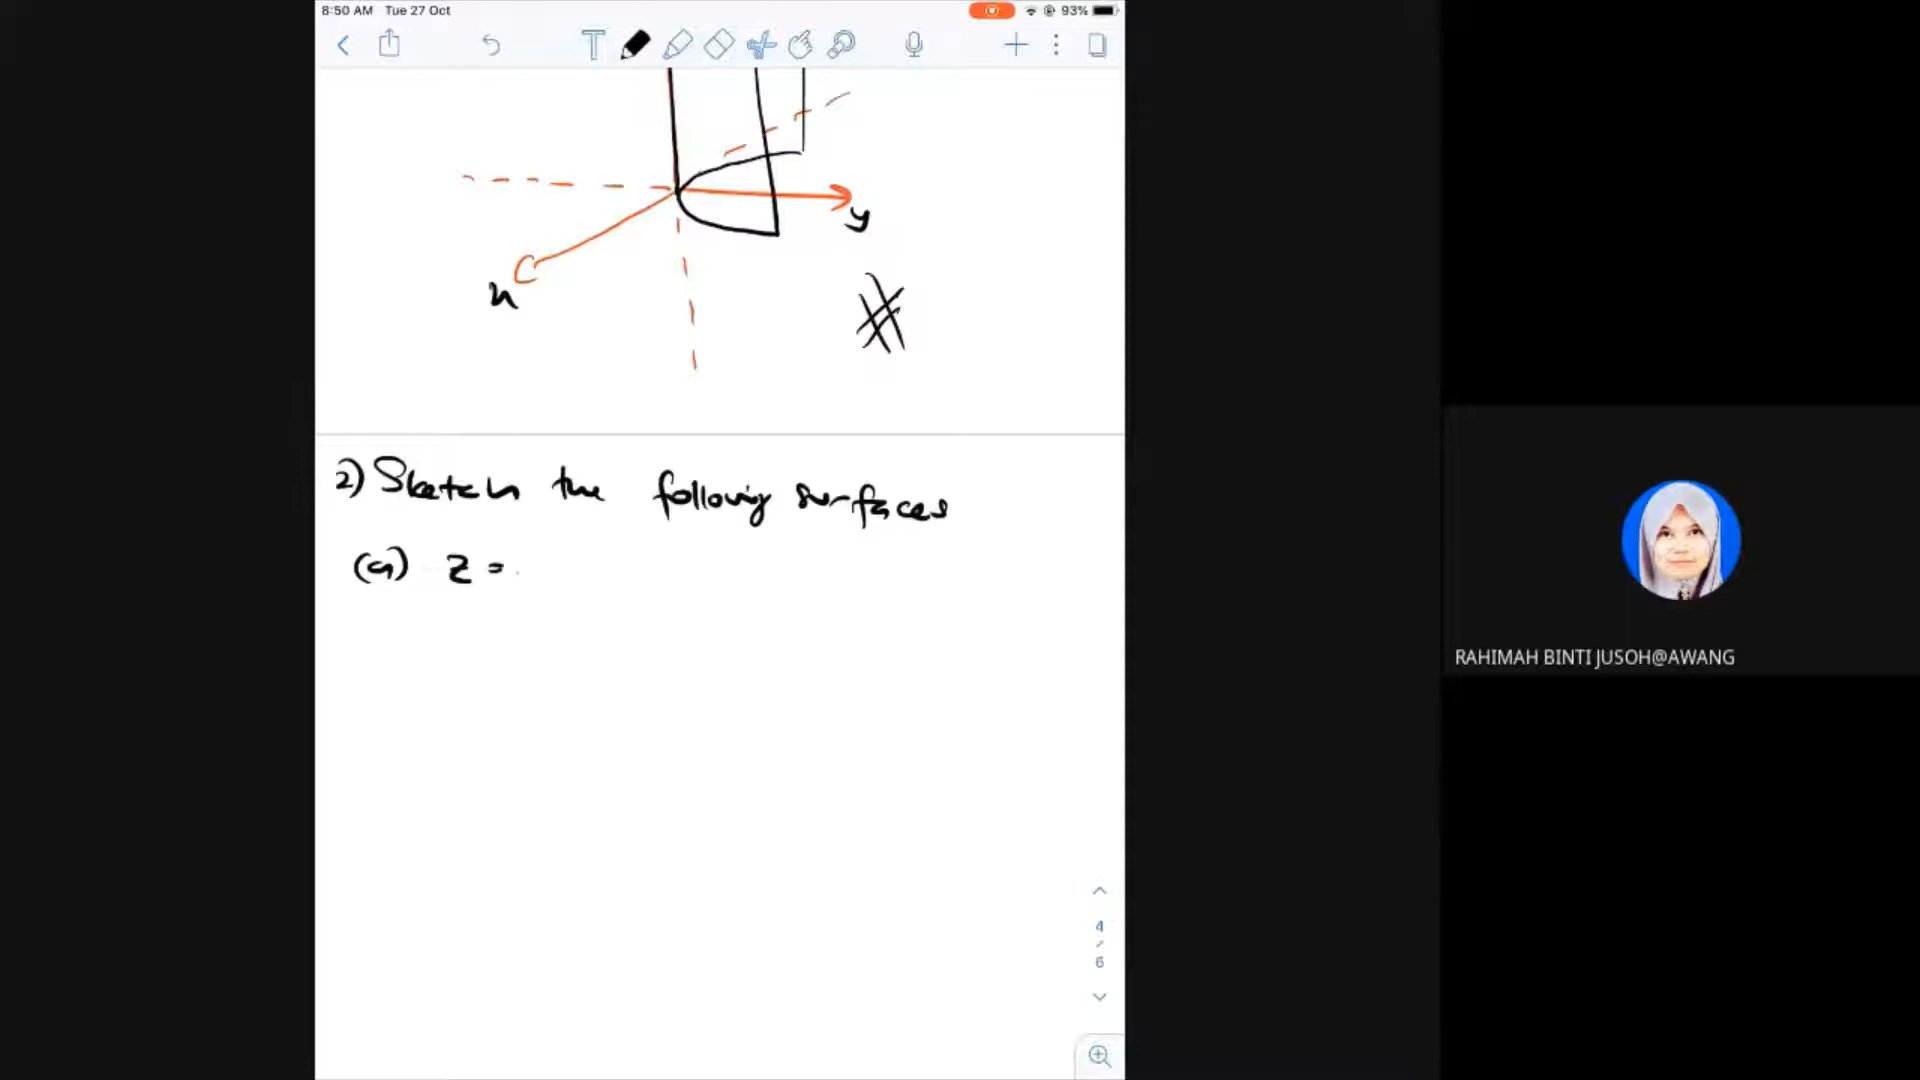 8:50 AM Tue 27 Oct
93%
T
y
x
2) Sketch the following surfaces
(a) z =
4
6
RAHIMAH BINTI JUSOH@AWANG